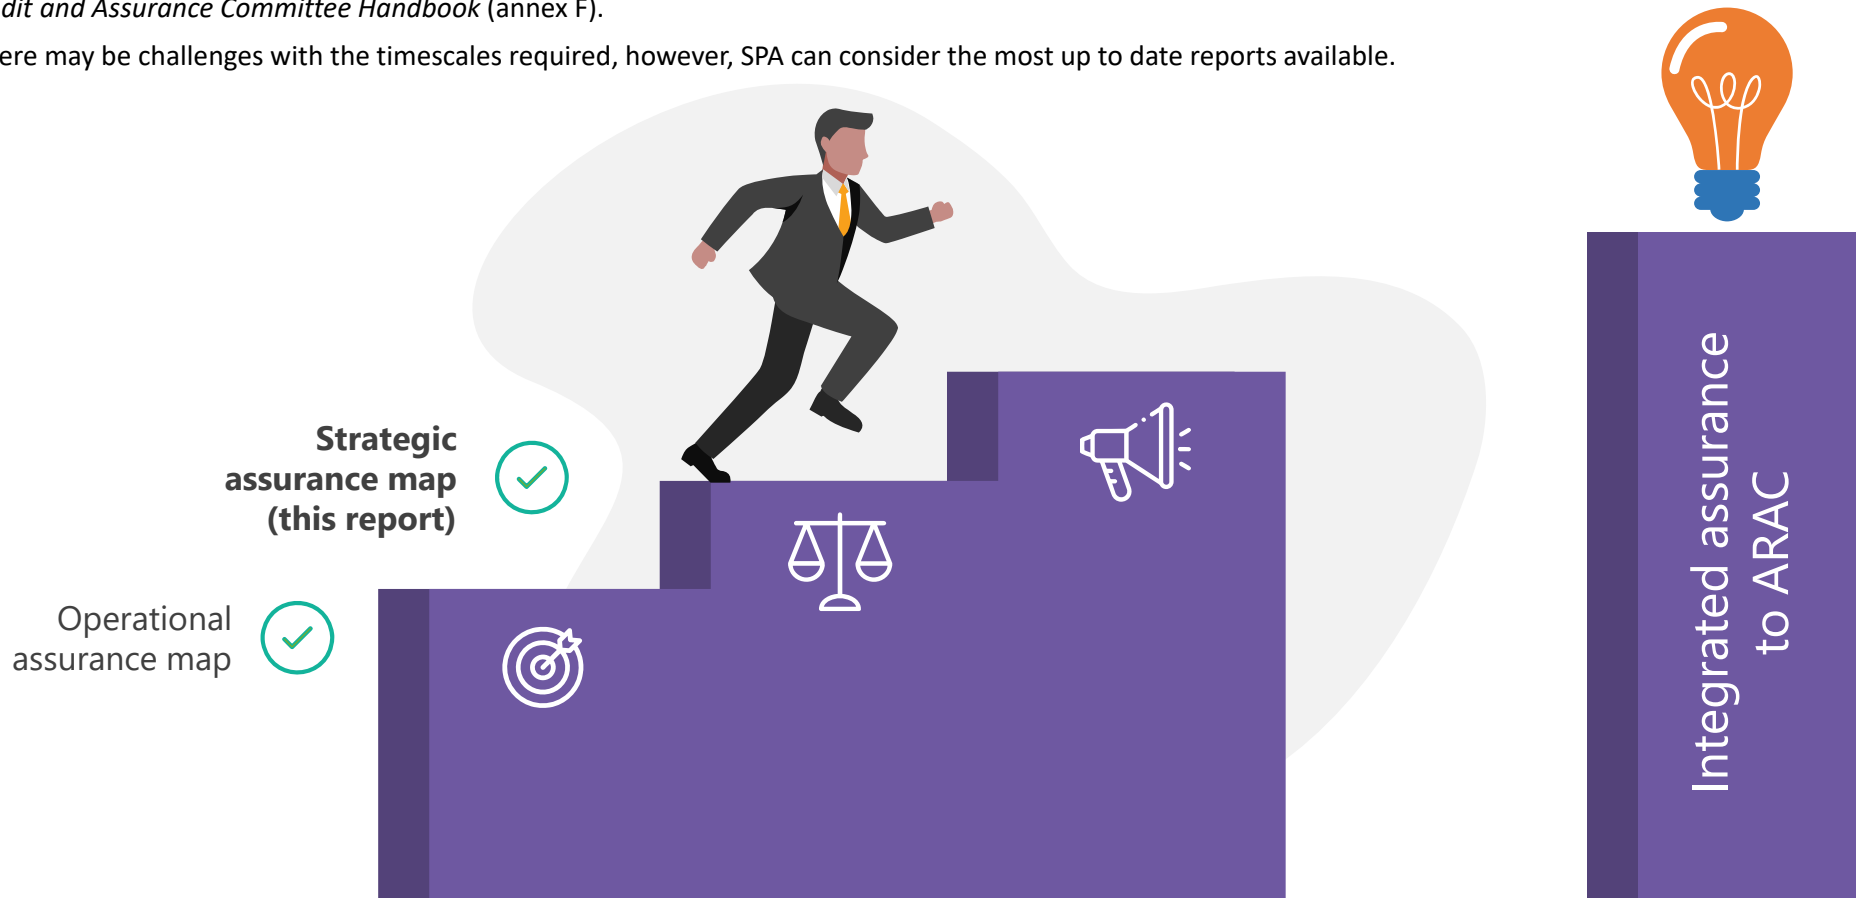 dit and Assurance Committee Handbook (annex F).
ere may be challenges with the timescales required, however, SPA can consider the most up to date reports available.
Strategic
assurance map
(this report)
Operational
assurance map
Integrated assurance
to ARAC